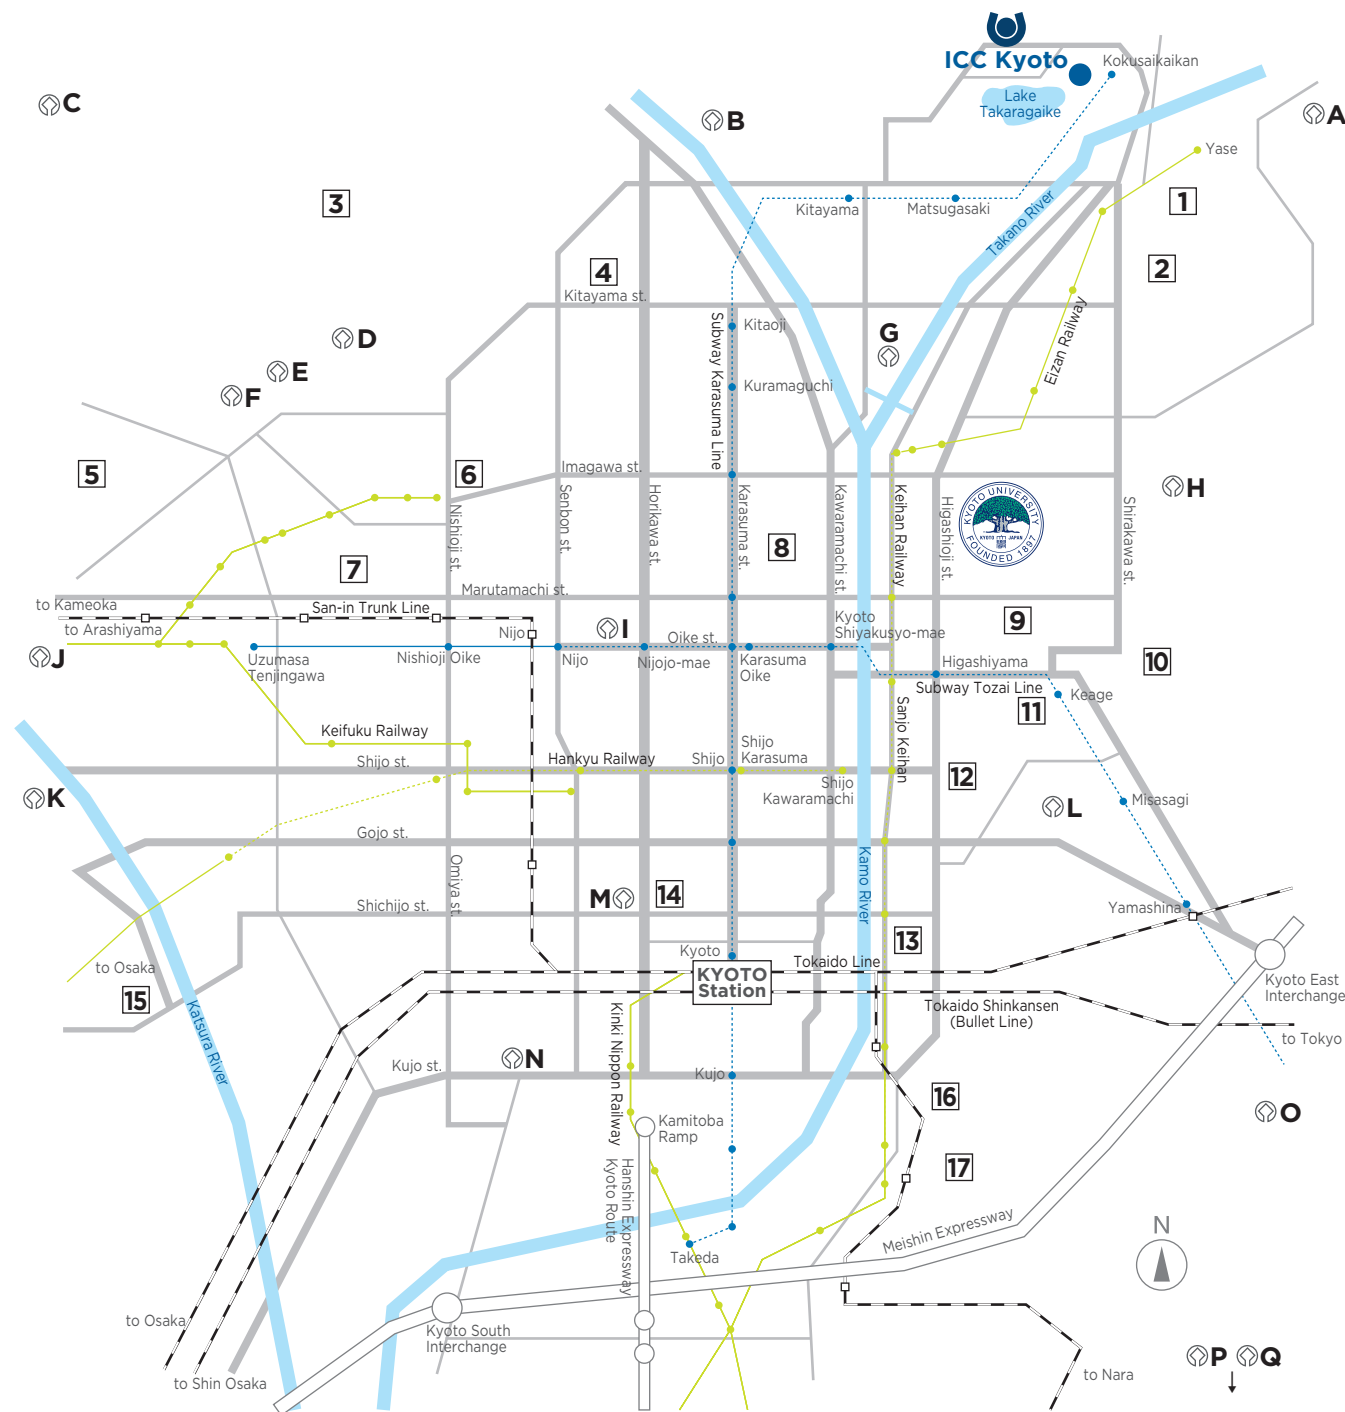 ICC Kyoto
Kokusaikaikan
Lake
Takaragaike
C
B
A
Yase
3
1
Kitayama
Matsugasaki
Takano River
4
2
Kitayama st.
Subway Karasuma Line
Kitaoji
G
Eizan Railway
D
E
F
Kuramaguchi
5
6
Imagawa st.
H
Nishioji st.
Senbon st.
Horikawa st.
Karasuma st.
Kawaramachi st.
Keihan Railway
Higashioji st.
Shirakawa st.
KYOTO UNIVERSITY
KYOTO JAPAN
FOUNDED 1897
8
7
Marutamachi st.
to Kameoka
San-in Trunk Line
to Arashiyama
Nijo
I
Oike st.
Kyoto
Shiyakusyo-mae
9
J
Uzumasa
Tenjingawa
Nishioji Oike
Nijo
Nijojo-mae
Karasuma
Oike
Higashiyama
10
Subway Tozai Line
Keage
11
Sanjo Keihan
Keifuku Railway
Shijo st.
Hankyu Railway
Shijo
Shijo
Karasuma
Shijo
Kawaramachi
12
K
L
Misasagi
Gojo st.
Omiya st.
Kamo River
M
14
Shichijo st.
Yamashina
13
Kyoto
KYOTO
Station
Tokaido Line
to Osaka
15
Kyoto East
Interchange
Tokaido Shinkansen
(Bullet Line)
to Tokyo
Katsura River
Kinki Nippon Railway
Kujo st.
N
Kujo
16
O
Kamitoba
Ramp
Hanshin Expressway
Kyoto Route
17
Meishin Expressway
N
Takeda
to Osaka
Kyoto South
Interchange
to Shin Osaka
to Nara
P
Q